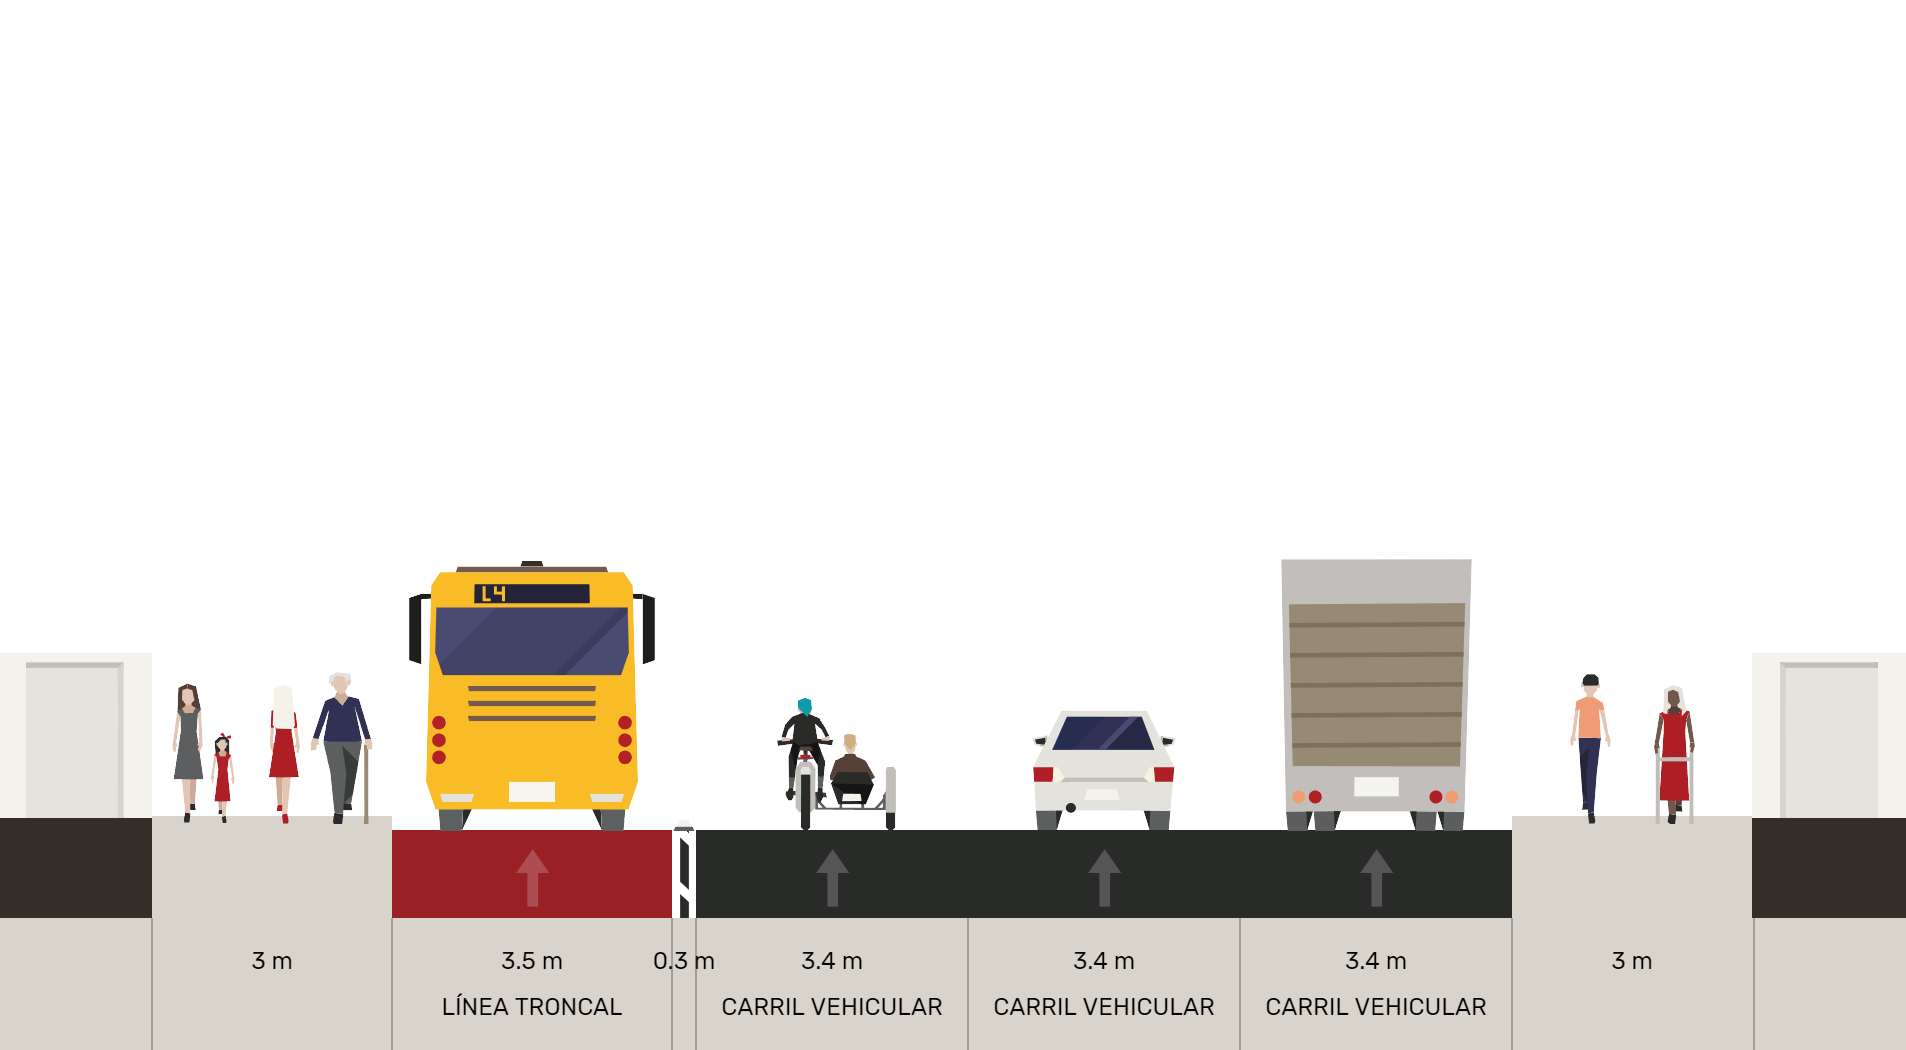 L4
3 m
3.5 m
0.3 m
3.4 m
3.4 m
3.4 m
3 m
LÍNEA TRONCAL
CARRIL VEHICULAR
CARRIL VEHICULAR
CARRIL VEHICULAR